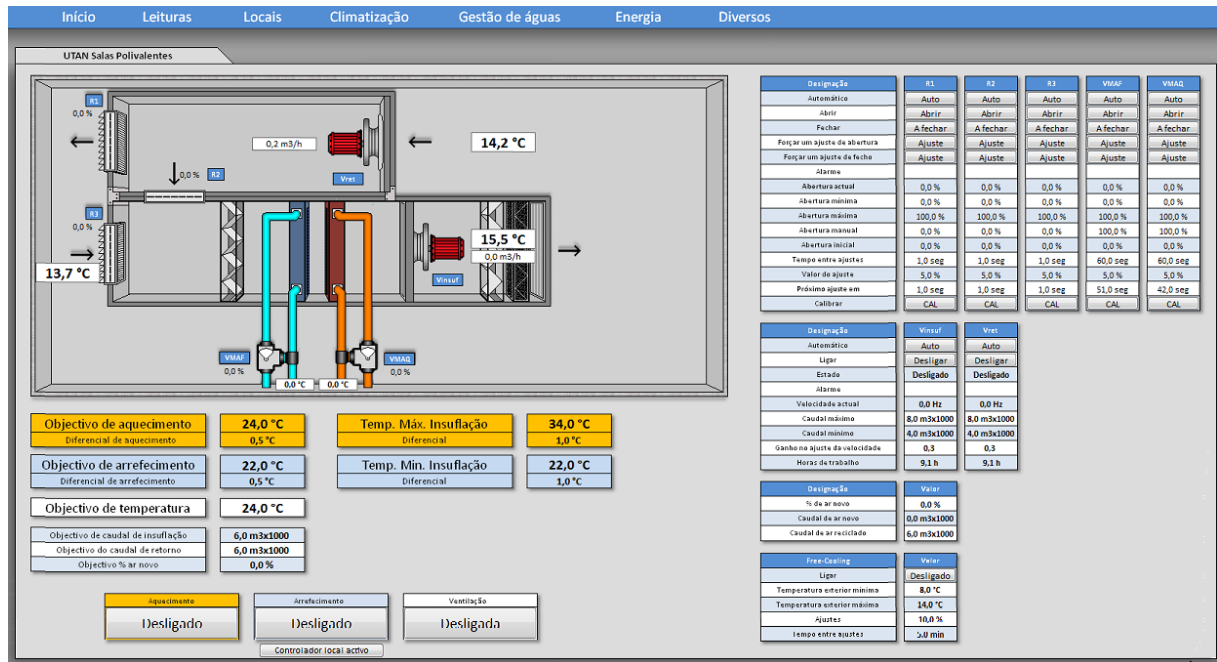 Início Leituras Locais Climatização Gestão de águas Energia Diversos
UTAN Salas Polivalentes
R1
0,0 %
0,2 m3/h
14,2 °C
0,0 % R2
Vret
R3
0,0 %
13,7 °C
15,5 °C
0,0 m3/h
Vinsuf
VMAF
0,0 %
VMAQ
0,0 %
0,0 °C 0,0 °C
Objectivo de aquecimento 24,0 °C
Diferencial de aquecimento 0,5 °C
Temp. Máx. Insuflação 34,0 °C
Diferencial 1,0 °C
Objectivo de arrefecimento 22,0 °C
Diferencial de arrefecimento 0,5 °C
Temp. Min. Insuflação 22,0 °C
Diferencial 1,0 °C
Objectivo de temperatura 24,0 °C
Objectivo de caudal de insuflação 6,0 m3x1000
Objectivo do caudal de retorno 6,0 m3x1000
Objectivo % ar novo 0,0 %
Aquecimento
Desligado
Arrefecimento
Desligado
Ventilação
Desligada
Controlador local activo
Designação R1 R2 R3 VMAF VMAQ
Automático Auto Auto Auto Auto Auto
Abrir Abrir Abrir Abrir Abrir Abrir
Fechar A fechar A fechar A fechar A fechar A fechar
Forçar um ajuste de abertura Ajuste Ajuste Ajuste Ajuste Ajuste
Forçar um ajuste de fecho Ajuste Ajuste Ajuste Ajuste Ajuste
Alarme
Abertura actual 0,0 % 0,0 % 0,0 % 0,0 % 0,0 %
Abertura mínima 0,0 % 0,0 % 0,0 % 0,0 % 0,0 %
Abertura máxima 100,0 % 100,0 % 100,0 % 100,0 % 100,0 %
Abertura manual 0,0 % 0,0 % 0,0 % 100,0 % 100,0 %
Abertura inicial 0,0 % 0,0 % 0,0 % 0,0 % 0,0 %
Tempo entre ajustes 1,0 seg 1,0 seg 1,0 seg 60,0 seg 60,0 seg
Valor de ajuste 5,0 % 5,0 % 5,0 % 5,0 % 5,0 %
Próximo ajuste em 1,0 seg 1,0 seg 1,0 seg 51,0 seg 42,0 seg
Calibrar CAL CAL CAL CAL CAL
Designação Vinsuf Vret
Automático Auto Auto
Ligar Desligar Desligar
Estado Desligado Desligado
Alarme
Velocidade actual 0,0 Hz 0,0 Hz
Caudal máximo 8,0 m3x1000 8,0 m3x1000
Caudal mínimo 4,0 m3x1000 4,0 m3x1000
Ganho no ajuste da velocidade 0,3 0,3
Horas de trabalho 9,1 h 9,1 h
Designação Valor
% de ar novo 0,0 %
Caudal de ar novo 0,0 m3x1000
Caudal de ar reciclado 6,0 m3x1000
Free-Cooling Valor
Ligar Desligado
Temperatura exterior mínima 8,0 °C
Temperatura exterior máxima 14,0 °C
Ajustes 10,0 %
Tempo entre ajustes 5,0 min